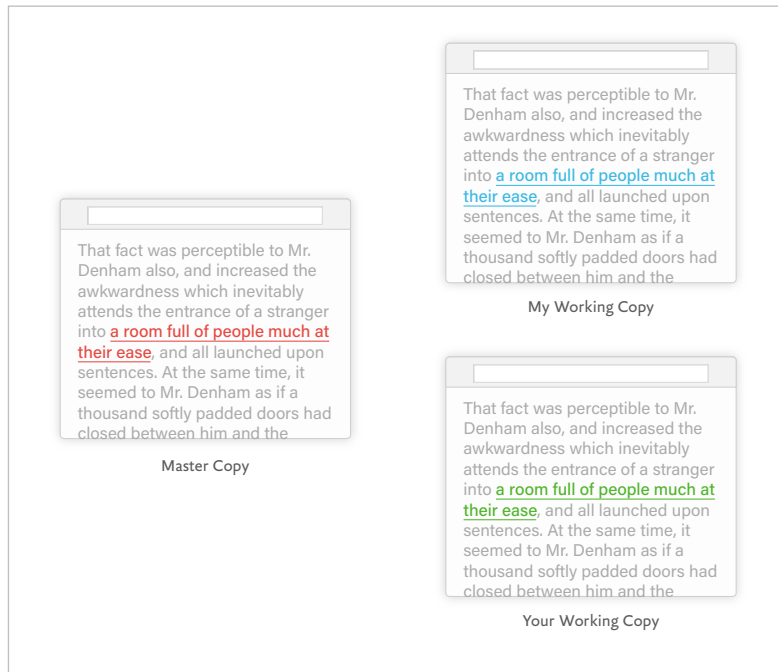 That fact was perceptible to Mr.
Denham also, and increased the
awkwardness which inevitably
attends the entrance of a stranger
into a room full of people much at
their ease, and all launched upon
sentences. At the same time, it
seemed to Mr. Denham as if a
thousand softly padded doors had
closed between him and the
Master Copy
That fact was perceptible to Mr.
Denham also, and increased the
awkwardness which inevitably
attends the entrance of a stranger
into a room full of people much at
their ease, and all launched upon
sentences. At the same time, it
seemed to Mr. Denham as if a
thousand softly padded doors had
closed between him and the
My Working Copy
That fact was perceptible to Mr.
Denham also, and increased the
awkwardness which inevitably
attends the entrance of a stranger
into a room full of people much at
their ease, and all launched upon
sentences. At the same time, it
seemed to Mr. Denham as if a
thousand softly padded doors had
closed between him and the
Your Working Copy